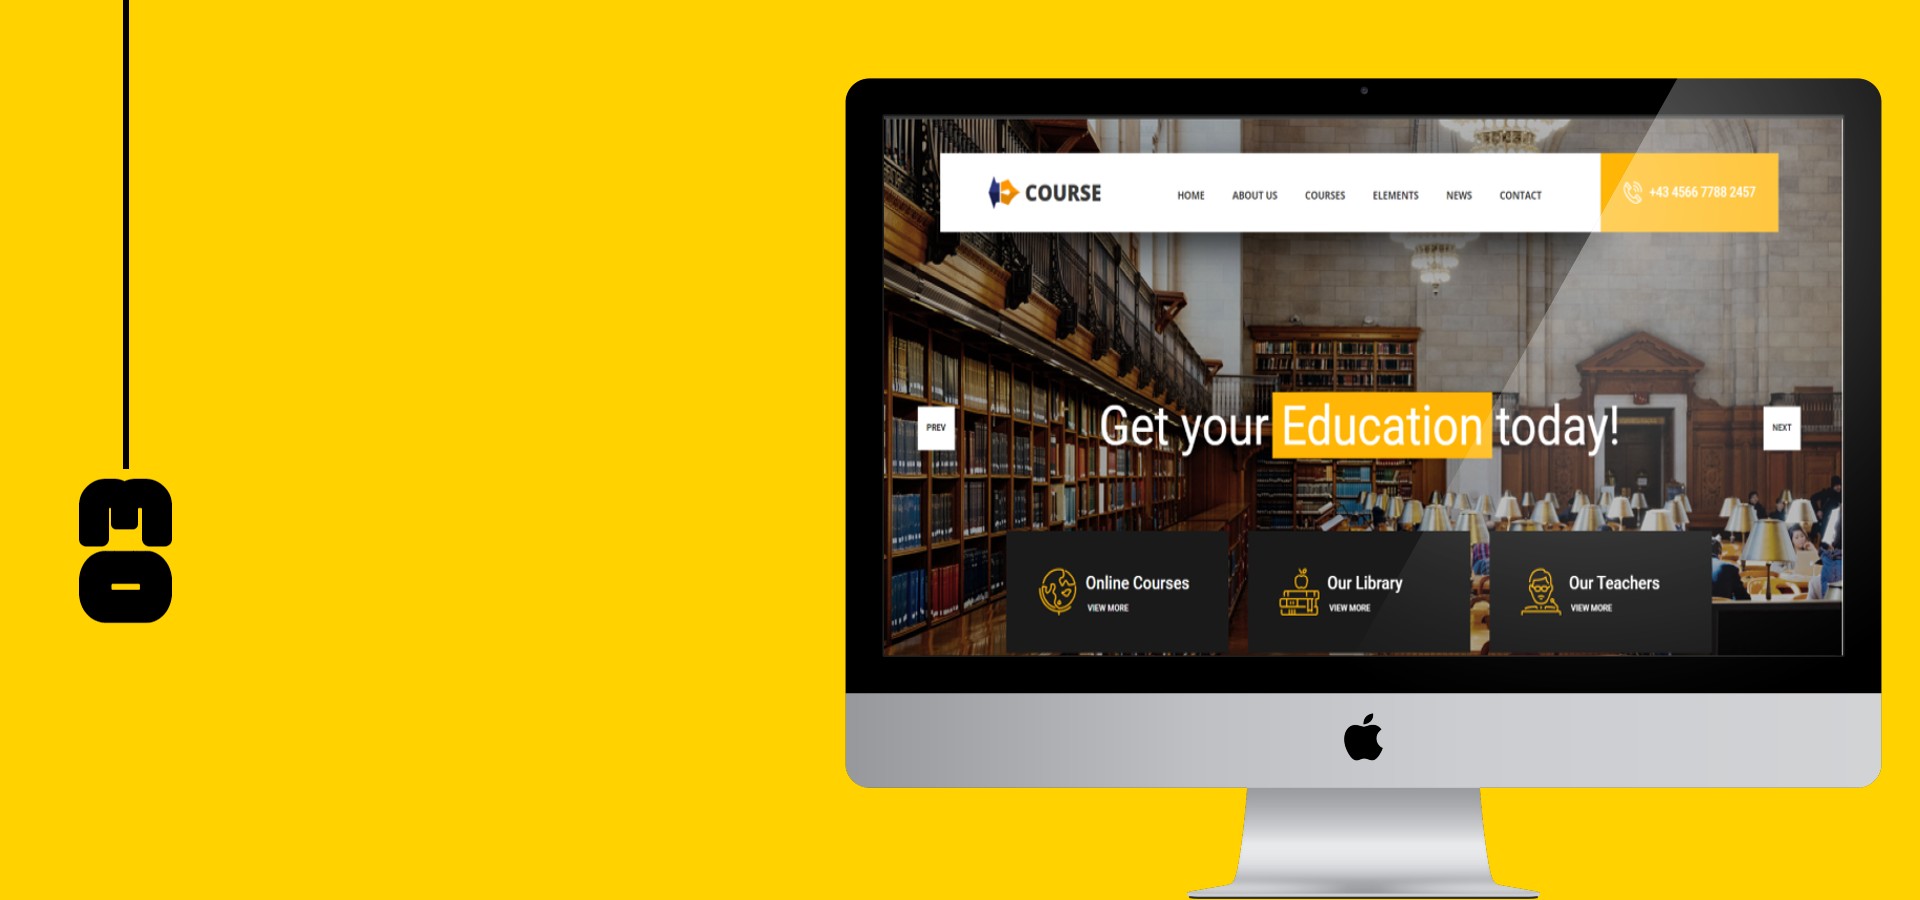 03
COURSE
HOME ABOUT US COURSES ELEMENTS NEWS CONTACT
+43 4566 7788 2457
PREV
Get your Education today!
NEXT
Online Courses
VIEW MORE
Our Library
VIEW MORE
Our Teachers
VIEW MORE